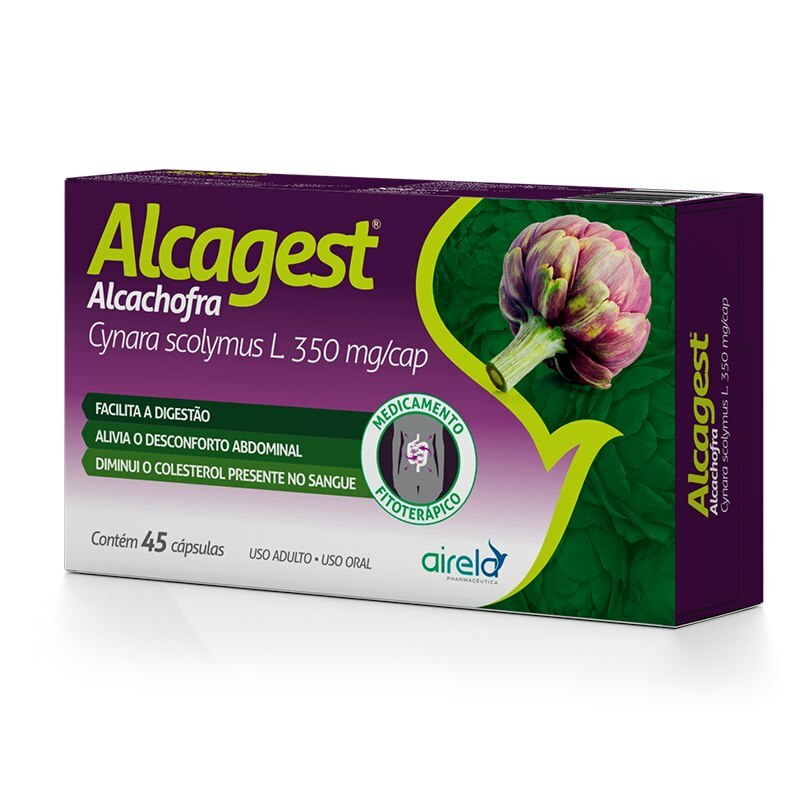 Alcagest®
Alcachofra
Cynara scolymus L 350 mg/cap
FACILITA A DIGESTÃO
ALIVIA O DESCONFORTO ABDOMINAL
DIMINUI O COLESTEROL PRESENTE NO SANGUE
MEDICAMENTO
FITOTERÁPICO
Contém 45 cápsulas
USO ADULTO • USO ORAL
airela
PHARMACÊUTICA
Alcagest®
Alcachofra
Cynara scolymus L 350 mg/cap